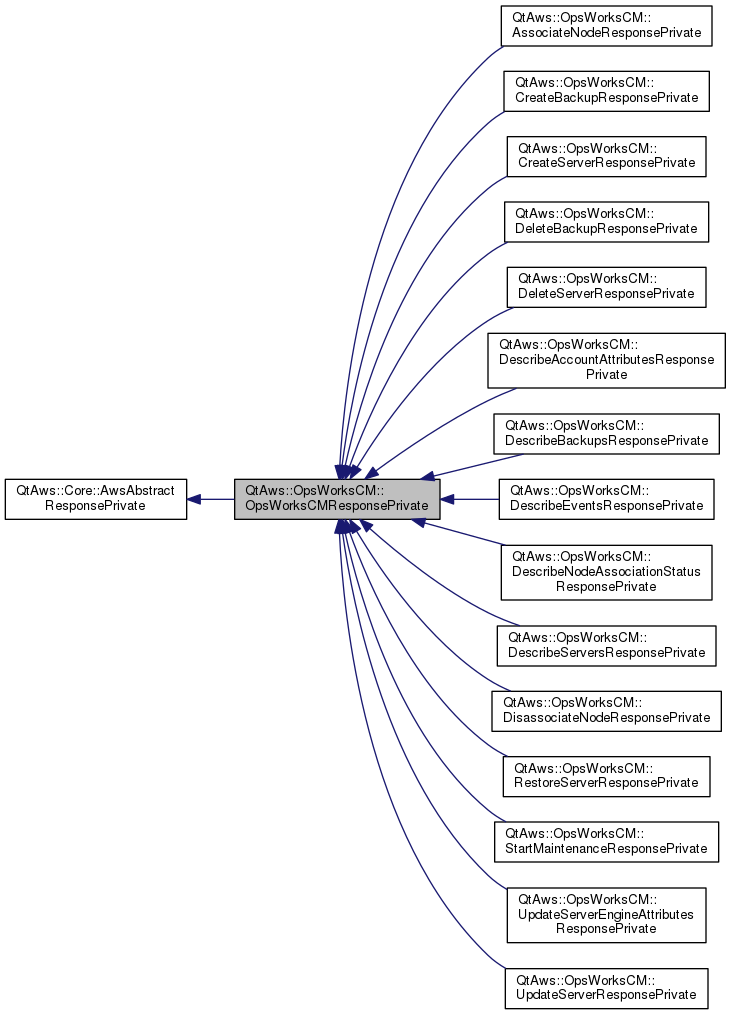 QtAws::OpsWorksCM::
AssociateNodeResponsePrivate
QtAws::OpsWorksCM::
CreateBackupResponsePrivate
QtAws::OpsWorksCM::
CreateServerResponsePrivate
QtAws::OpsWorksCM::
DeleteBackupResponsePrivate
QtAws::OpsWorksCM::
DeleteServerResponsePrivate
QtAws::OpsWorksCM::
DescribeAccountAttributesResponse
Private
QtAws::OpsWorksCM::
DescribeBackupsResponsePrivate
QtAws::Core::AwsAbstract
ResponsePrivate
QtAws::OpsWorksCM::
OpsWorksCMResponsePrivate
QtAws::OpsWorksCM::
DescribeEventsResponsePrivate
QtAws::OpsWorksCM::
DescribeNodeAssociationStatus
ResponsePrivate
QtAws::OpsWorksCM::
DescribeServersResponsePrivate
QtAws::OpsWorksCM::
DisassociateNodeResponsePrivate
QtAws::OpsWorksCM::
RestoreServerResponsePrivate
QtAws::OpsWorksCM::
StartMaintenanceResponsePrivate
QtAws::OpsWorksCM::
UpdateServerEngineAttributes
ResponsePrivate
QtAws::OpsWorksCM::
UpdateServerResponsePrivate